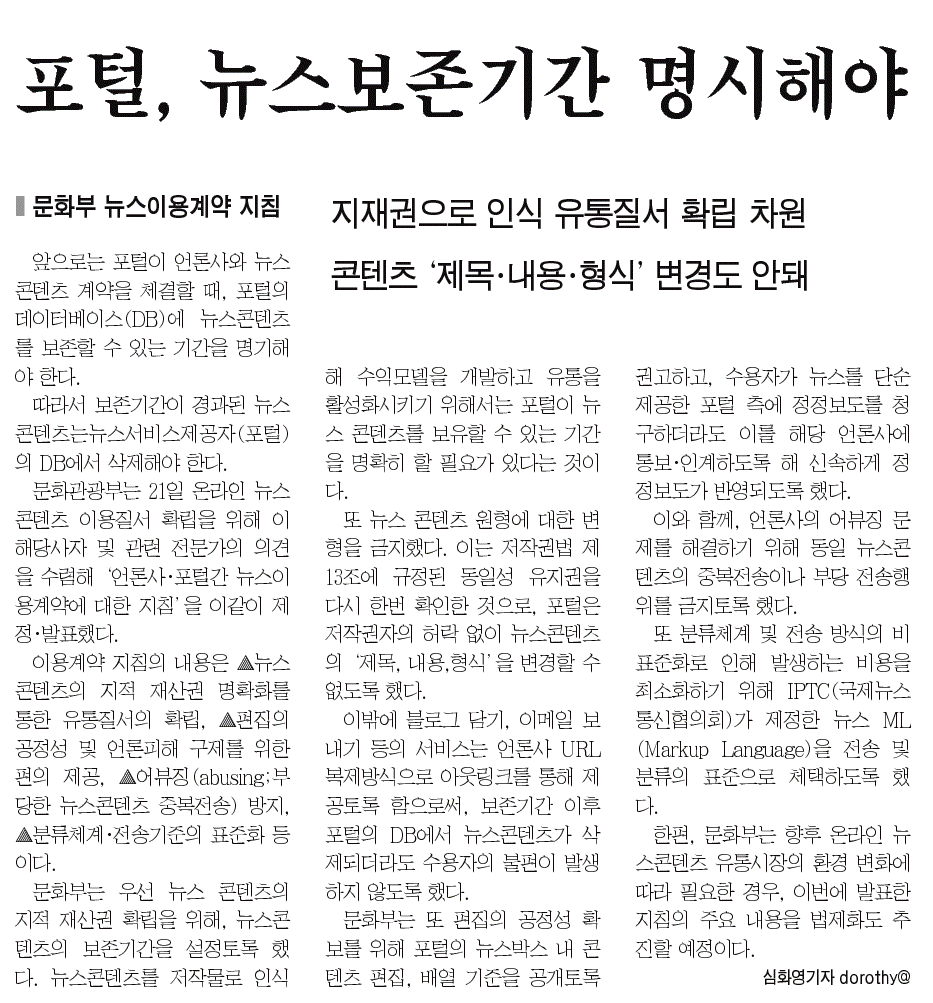 포털, 뉴스보존기간 명시해야
문화부 뉴스이용계약 지침
지재권으로 인식 유통질서 확립 차원
콘텐츠 ‘제목·내용·형식’ 변경도 안돼
앞으로는 포털이 언론사와 뉴스
콘텐츠 계약을 체결할 때, 포털의
데이터베이스(DB)에 뉴스콘텐츠
를 보존할 수 있는 기간을 명기해
야 한다.
따라서 보존기간이 경과된 뉴스
콘텐츠는뉴스서비스제공자(포털)
의 DB에서 삭제해야 한다.
문화관광부는 21일 온라인 뉴스
콘텐츠 이용질서 확립을 위해 이
해당사자 및 관련 전문가의 의견
을 수렴해 ‘언론사·포털간 뉴스이
용계약에 대한 지침’을 이같이 제
정·발표했다.
이용계약 지침의 내용은 ▲뉴스
콘텐츠의 지적 재산권 명확화를
통한 유통질서의 확립, ▲편집의
공정성 및 언론피해 구제를 위한
편의 제공, ▲어뷰징(abusing;부
당한 뉴스콘텐츠 중복전송) 방지,
▲분류체계·전송기준의 표준화 등
이다.
문화부는 우선 뉴스 콘텐츠의
지적 재산권 확립을 위해, 뉴스콘
텐츠의 보존기간을 설정토록 했
다. 뉴스콘텐츠를 저작물로 인식
해 수익모델을 개발하고 유통을
활성화시키기 위해서는 포털이 뉴
스 콘텐츠를 보유할 수 있는 기간
을 명확히 할 필요가 있다는 것이
다.
또 뉴스 콘텐츠 원형에 대한 변
형을 금지했다. 이는 저작권법 제
13조에 규정된 동일성 유지권을
다시 한번 확인한 것으로, 포털은
저작권자의 허락 없이 뉴스콘텐츠
의 ‘제목, 내용,형식’을 변경할 수
없도록 했다.
이밖에 블로그 담기, 이메일 보
내기 등의 서비스는 언론사 URL
복제방식으로 아웃링크를 통해 제
공토록 함으로써, 보존기간 이후
포털의 DB에서 뉴스콘텐츠가 삭
제되더라도 수용자의 불편이 발생
하지 않도록 했다.
문화부는 또 편집의 공정성 확
보를 위해 포털의 뉴스박스 내 콘
텐츠 편집, 배열 기준을 공개토록
권고하고, 수용자가 뉴스를 단순
제공한 포털 측에 정정보도를 청
구하더라도 이를 해당 언론사에
통보·인계하도록 해 신속하게 정
정보도가 반영되도록 했다.
이와 함께, 언론사의 어뷰징 문
제를 해결하기 위해 동일 뉴스콘
텐츠의 중복전송이나 부당 전송행
위를 금지토록 했다.
또 분류체계 및 전송 방식의 비
표준화로 인해 발생하는 비용을
최소화하기 위해 IPTC(국제뉴스
통신협의회)가 제정한 뉴스 ML
(Markup Language)을 전송 및
분류의 표준으로 채택하도록 했
다.
한편, 문화부는 향후 온라인 뉴
스콘텐츠 유통시장의 환경 변화에
따라 필요한 경우, 이번에 발표한
지침의 주요 내용을 법제화도 추
진할 예정이다.
심화영기자 dorothy@